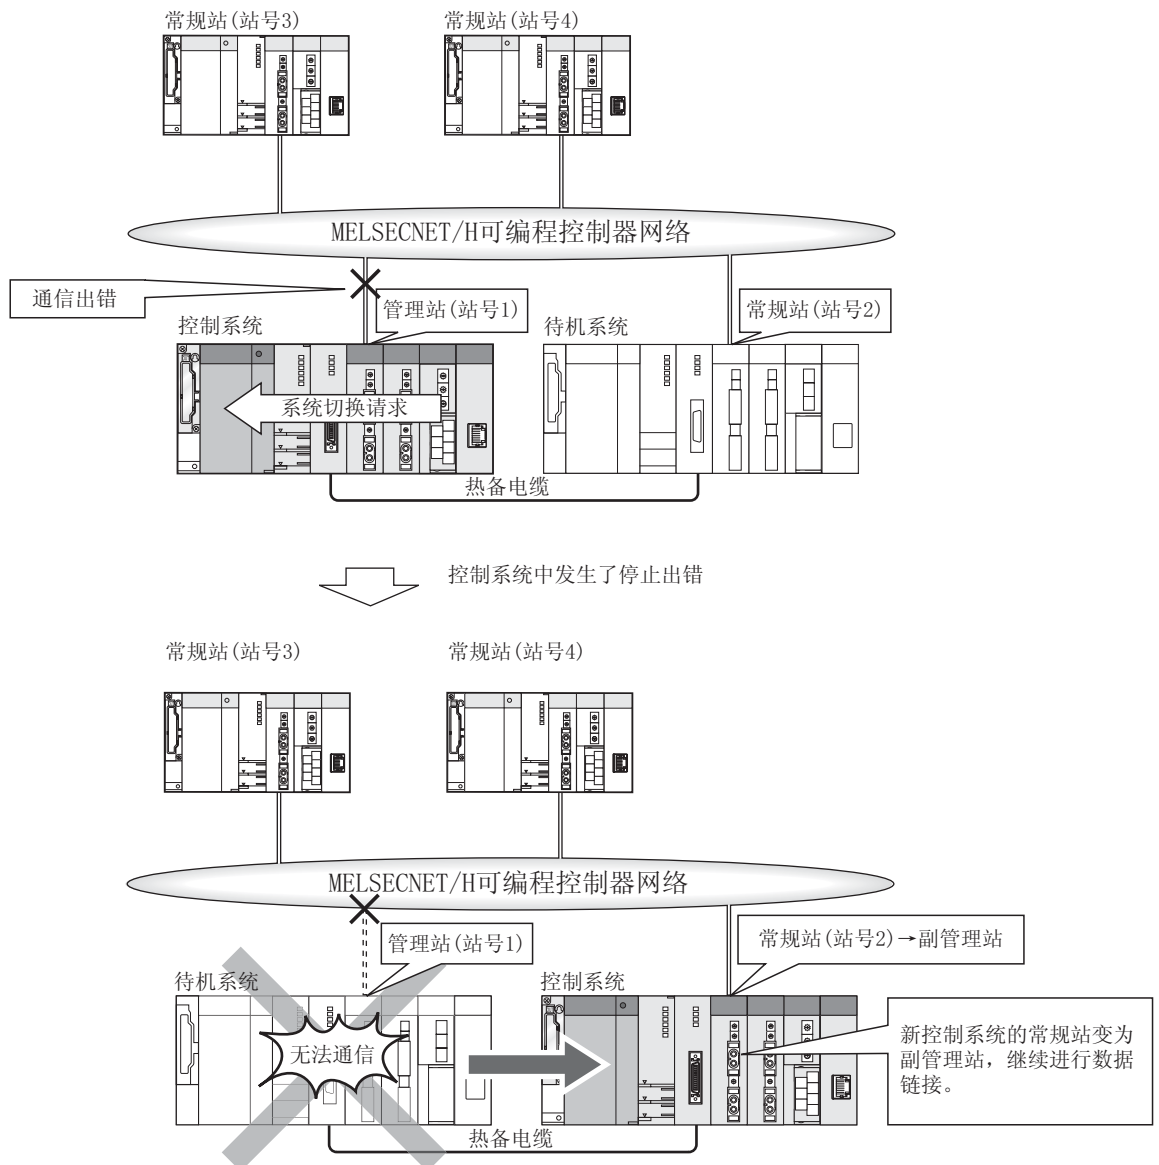 常规站(站号3)
常规站(站号4)
MELSECNET/H可编程控制器网络
通信出错
管理站(站号1)
常规站(站号2)
控制系统
待机系统
系统切换请求
热备电缆
控制系统中发生了停止出错
常规站(站号3)
常规站(站号4)
MELSECNET/H可编程控制器网络
管理站(站号1)
常规站(站号2)→副管理站
待机系统
控制系统
无法通信
新控制系统的常规站变为
副管理站，继续进行数据
链接。
热备电缆